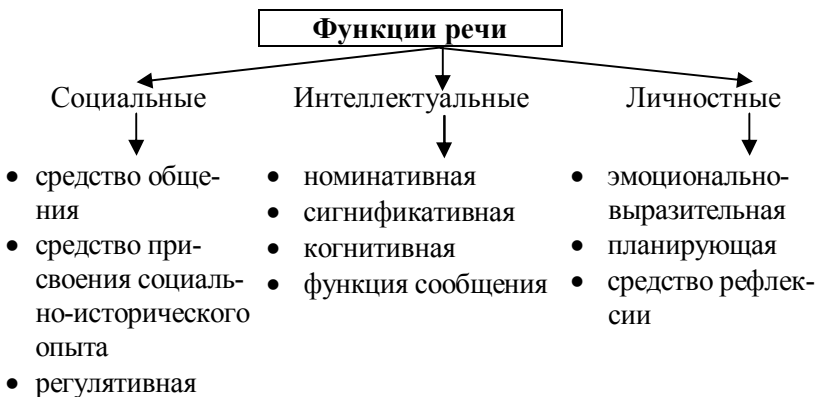 Функции речи
Социальные
Интеллектуальные
Личностные
• средство обще-
ния
• средство при-
своения социаль-
но-исторического
опыта
• регулятивная
• номинативная
• сигнификативная
• когнитивная
• функция сообщения
• эмоционально-
выразительная
• планирующая
• средство рефлек-
сии